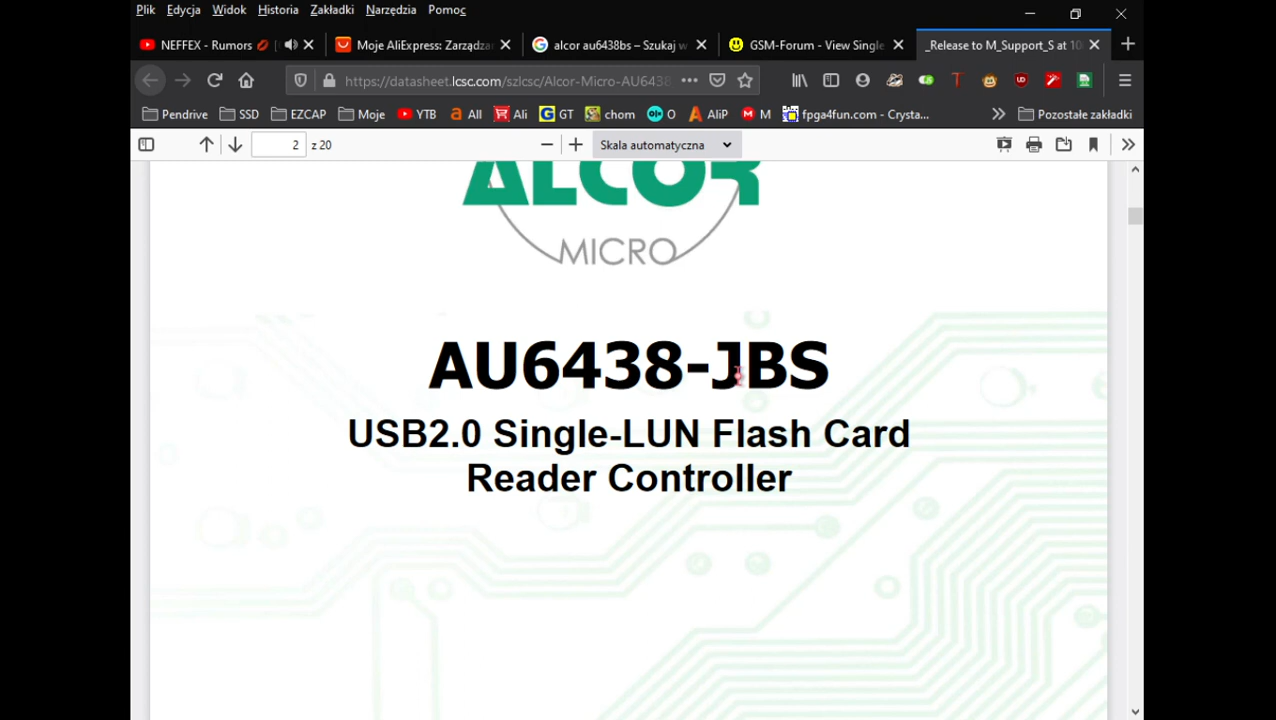 Plik Edycja Widok Historia Zakładki Narzędzia Pomoc
NEFFEX - Rumors
Moje AliExpress: Zarządzan
alcor au6438bs – Szukaj w
GSM-Forum - View Single
_Release to M_Support_S at 10
https://datasheet.lcsc.com/szlcsc/Alcor-Micro-AU6438
Pendrive SSD EZCAP Moje YTB All Ali GT chom O AliP M fpga4fun.com - Crysta... Pozostałe zakładki
2 z 20 Skala automatyczna
ALCOR
MICRO
AU6438-JBS
USB2.0 Single-LUN Flash Card
Reader Controller